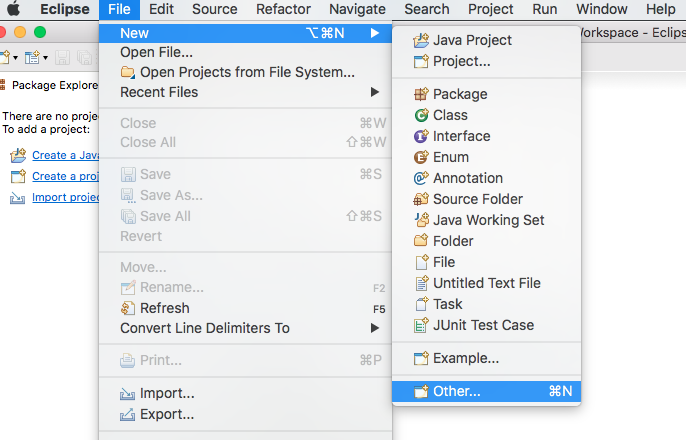 Eclipse File Edit Source Refactor Navigate Search Project Run Window Help
Workspace - Eclips
Package Explore
There are no proj
To add a project:
Create a Java
Create a proj
Import projec
New ⌥⌘N
Open File...
Open Projects from File System...
Recent Files
Close ⌘W
Close All ⇧⌘W
Save ⌘S
Save As...
Save All ⇧⌘S
Revert
Move...
Rename... F2
Refresh F5
Convert Line Delimiters To
Print... ⌘P
Import...
Export...
Java Project
Project...
Package
Class
Interface
Enum
Annotation
Source Folder
Java Working Set
Folder
File
Untitled Text File
Task
JUnit Test Case
Example...
Other... ⌘N